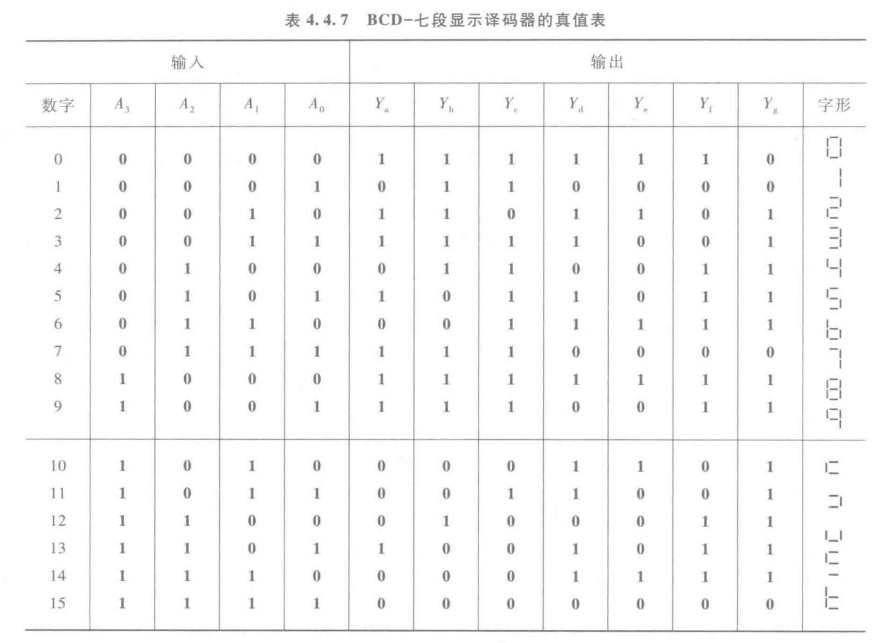 表 4.4.7 BCD-七段显示译码器的真值表
输入 输出
数字 A₃ A₂ A₁ A₀ Yₐ Y_b Y_c Y_d Yₑ Y_f Y_g 字形
0 0 0 0 0 1 1 1 1 1 1 0 0
1 0 0 0 1 0 1 1 0 0 0 0 1
2 0 0 1 0 1 1 0 1 1 0 1 2
3 0 0 1 1 1 1 1 1 0 0 1 3
4 0 1 0 0 0 1 1 0 0 1 1 4
5 0 1 0 1 1 0 1 1 0 1 1 5
6 0 1 1 0 0 0 1 1 1 1 1 b
7 0 1 1 1 1 1 1 0 0 0 0 7
8 1 0 0 0 1 1 1 1 1 1 1 8
9 1 0 0 1 1 1 1 0 0 1 1 9
10 1 0 1 0 0 0 0 1 1 0 1
11 1 0 1 1 0 0 1 1 0 0 1
12 1 1 0 0 0 1 0 0 0 1 1
13 1 1 0 1 1 0 0 1 0 1 1
14 1 1 1 0 0 0 0 1 1 1 1
15 1 1 1 1 0 0 0 0 0 0 0